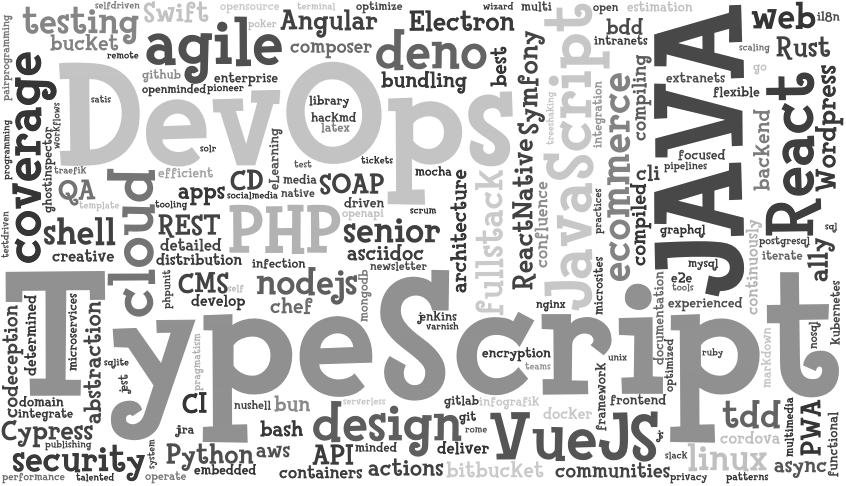 selfdriven
Swift
opensource
terminal
optimize
wizard
multi
open
estimation
testing
poker
Angular
Electron
bdd
web
i18n
pairprogramming
bucket
agile
composer
deno
intranets
scaling
Rust
remote
github
enterprise
bundling
best
JavaScript
compiling
JAVA
go
coverage
satis
openminded
pioneer
Symfony
treeshaking
integration
ecommerce
extranets
flexible
React
Wordpress
workflows
DevOps
library
hackmd
latex
programming
ghostinspector
solr
eLearning
tickets
backend
focused
pipelines
traefik
efficient
test
mocha
cli
QA
template
cloud
apps
CD
media
SOAP
tooling
socialmedia
native
driven
architecture
fullstack
ReactNative
confluence
practices
compiled
testdriven
shell
REST
PHP
openapi
scrum
senior
graphql
continuously
sql
postgresql
creative
detailed
distribution
infection
asciidoc
newsletter
mysql
iterate
a11y
phpunit
CMS
self
develop
nodejs
mongodb
chef
microsites
e2e
tools
experienced
nginx
TypeScript
codeception
determined
microservices
abstraction
jenkins
varnish
documentation
kubernetes
nosql
sqlite
pragmatism
encryption
teams
unix
ruby
markdown
jest
optimized
domain
integrate
CI
nushell
bun
serverless
gitlab
infografik
framework
frontend
docker
Cypress
publishing
jira
bash
design
git
rome
VueJS
js
tdd
cordova
multimedia
PWA
functional
security
system
Python
aws
API
minded
deliver
slack
linux
async
performance
talented
operate
embedded
containers
actions
bitbucket
communities
privacy
patterns